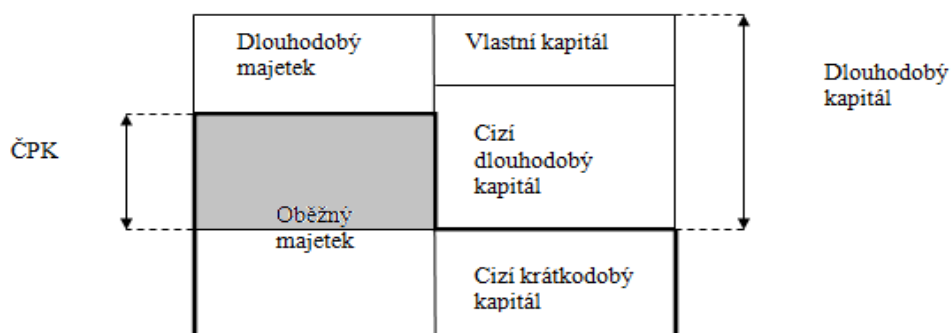 Dlouhodobý
majetek
Vlastní kapitál
Dlouhodobý
kapitál
ČPK
Cizí
dlouhodobý
kapitál
Oběžný
majetek
Cizí krátkodobý
kapitál